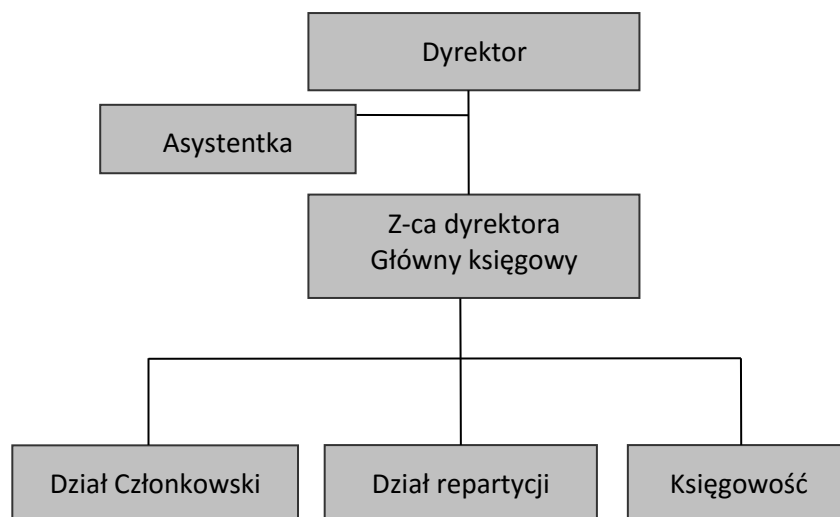 Dyrektor
Asystentka
Z-ca dyrektora
Główny księgowy
Dział Członkowski
Dział repartycji
Księgowość